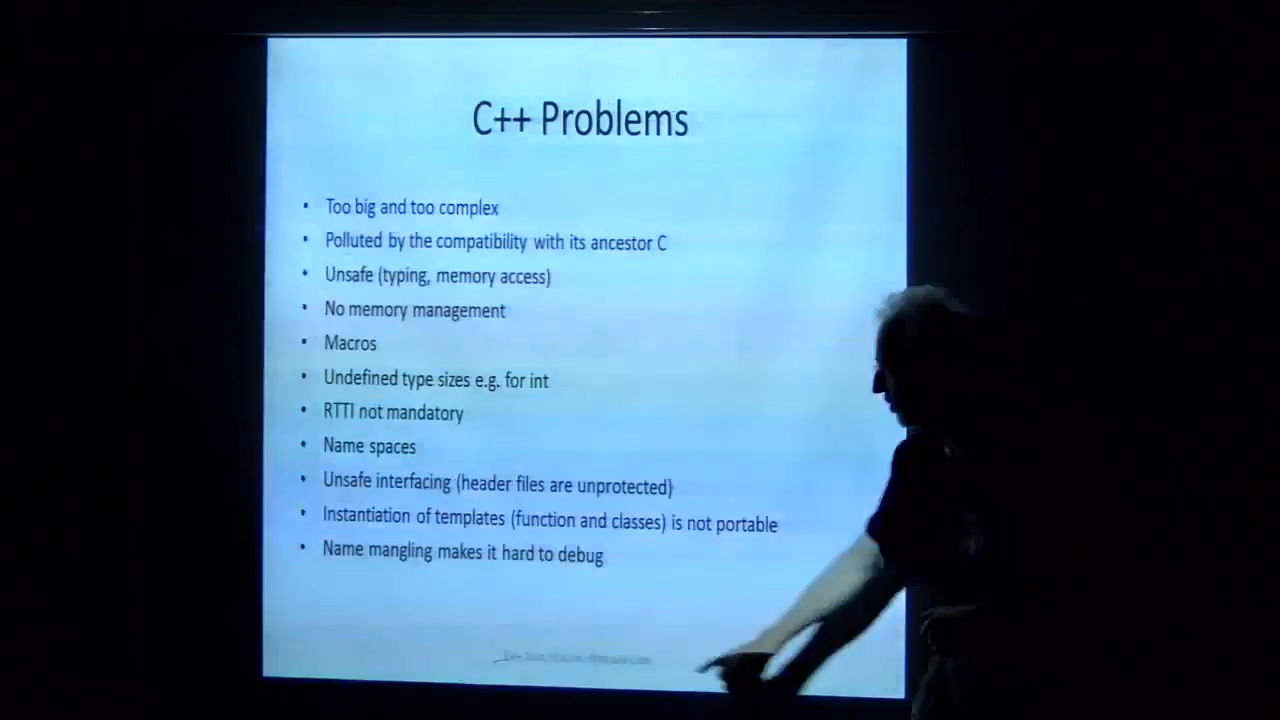 C++ Problems
• Too big and too complex
• Polluted by the compatibility with its ancestor C
• Unsafe (typing, memory access)
• No memory management
• Macros
• Undefined type sizes e.g. for int
• RTTI not mandatory
• Name spaces
• Unsafe interfacing (header files are unprotected)
• Instantiation of templates (function and classes) is not portable
• Name mangling makes it hard to debug
C++